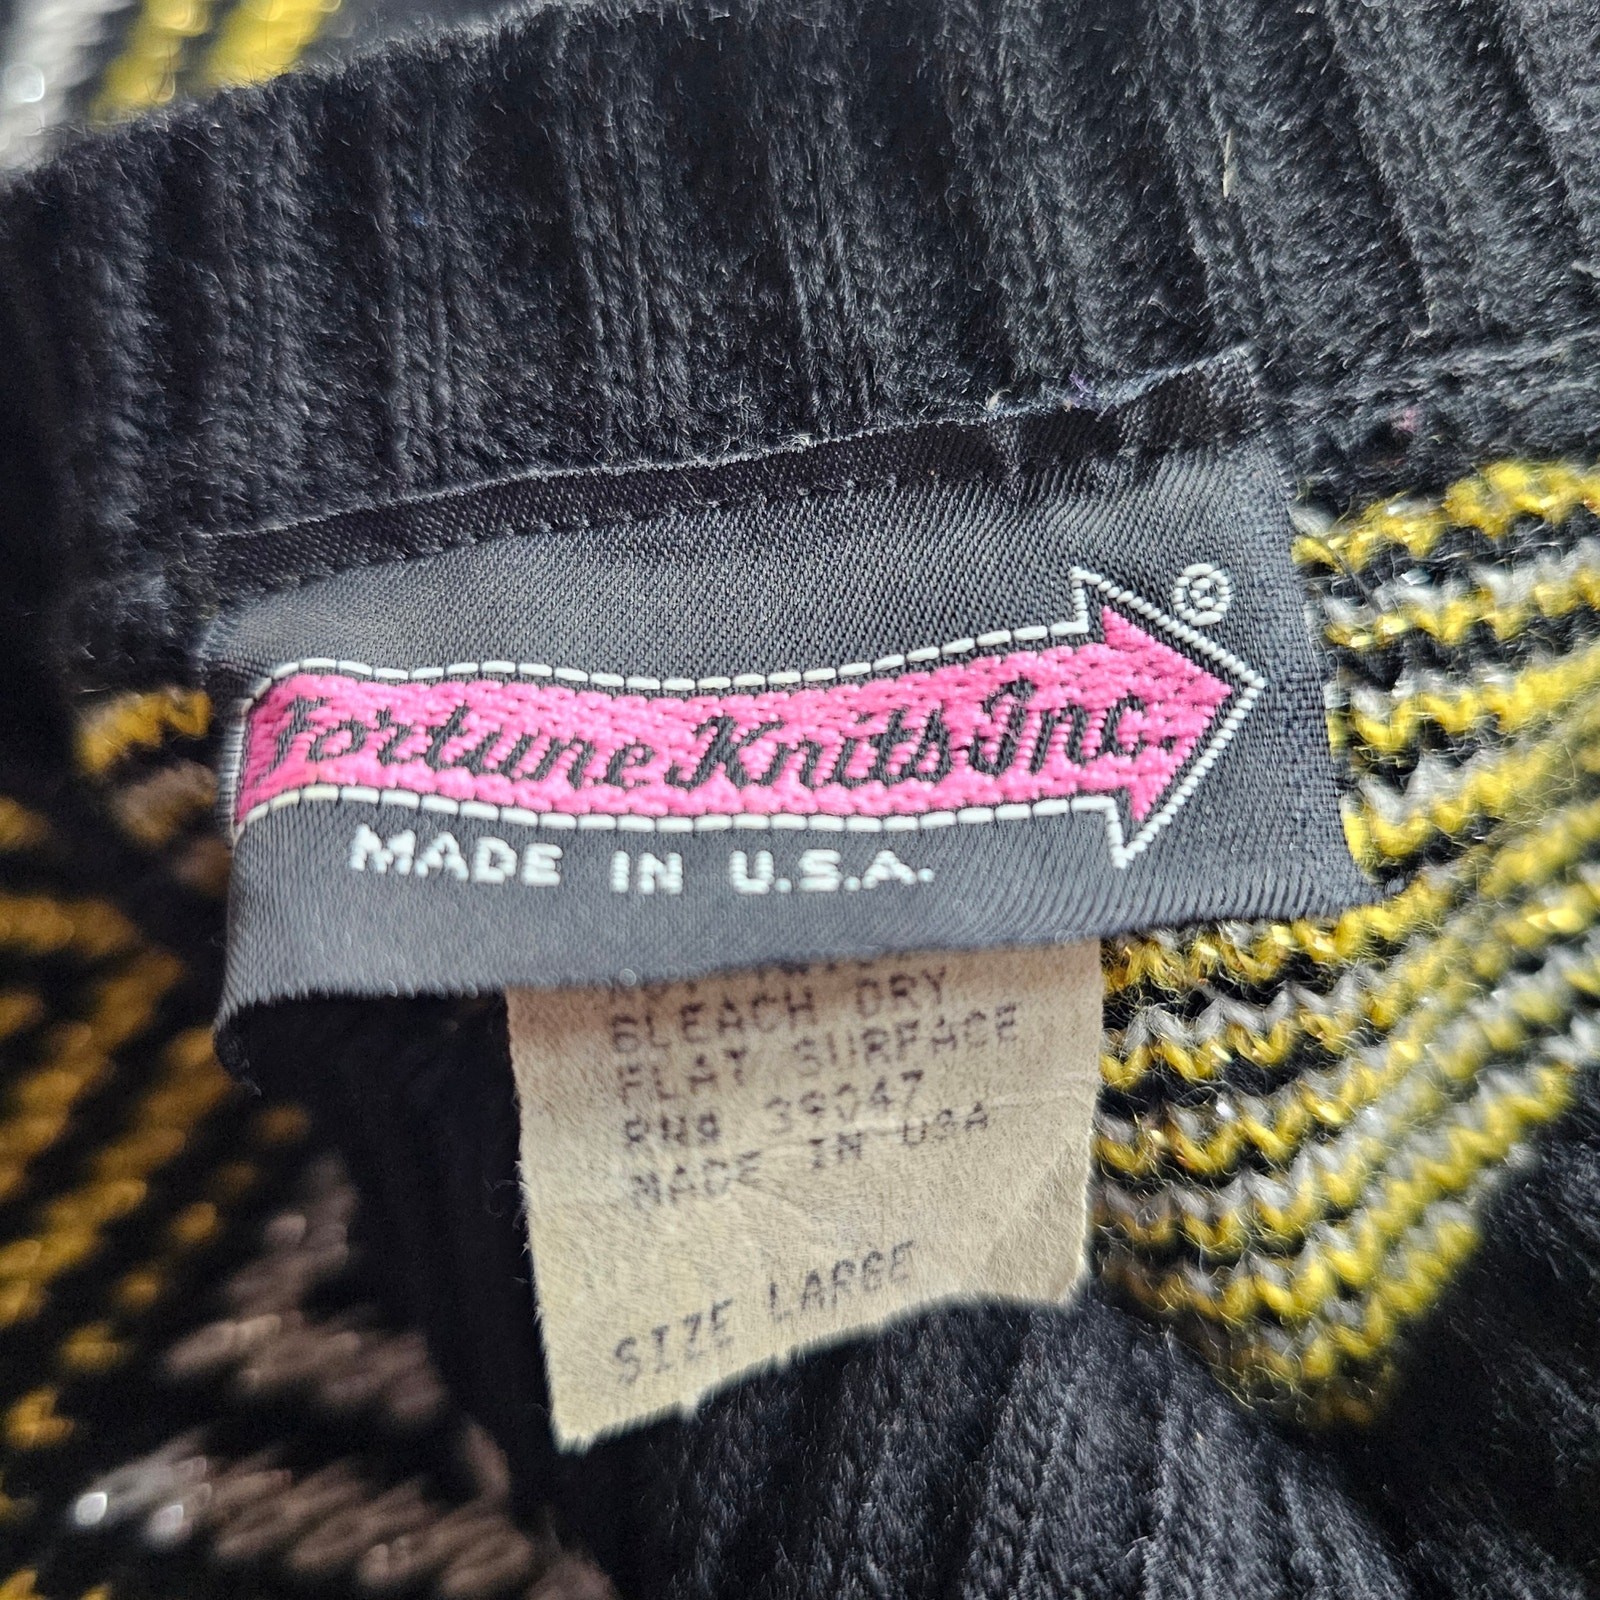 ®
Fortune Knits Inc.
MADE IN U.S.A.
BLEACH DRY
FLAT SURFACE
RN# 39047
MADE IN USA
SIZE LARGE